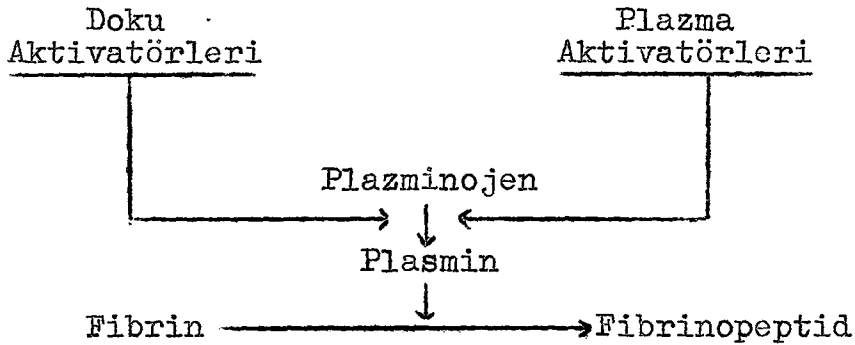 Doku
Aktivatörleri
Plazma
Aktivatörleri
Plazminojen
Plasmin
Fibrin
Fibrinopeptid